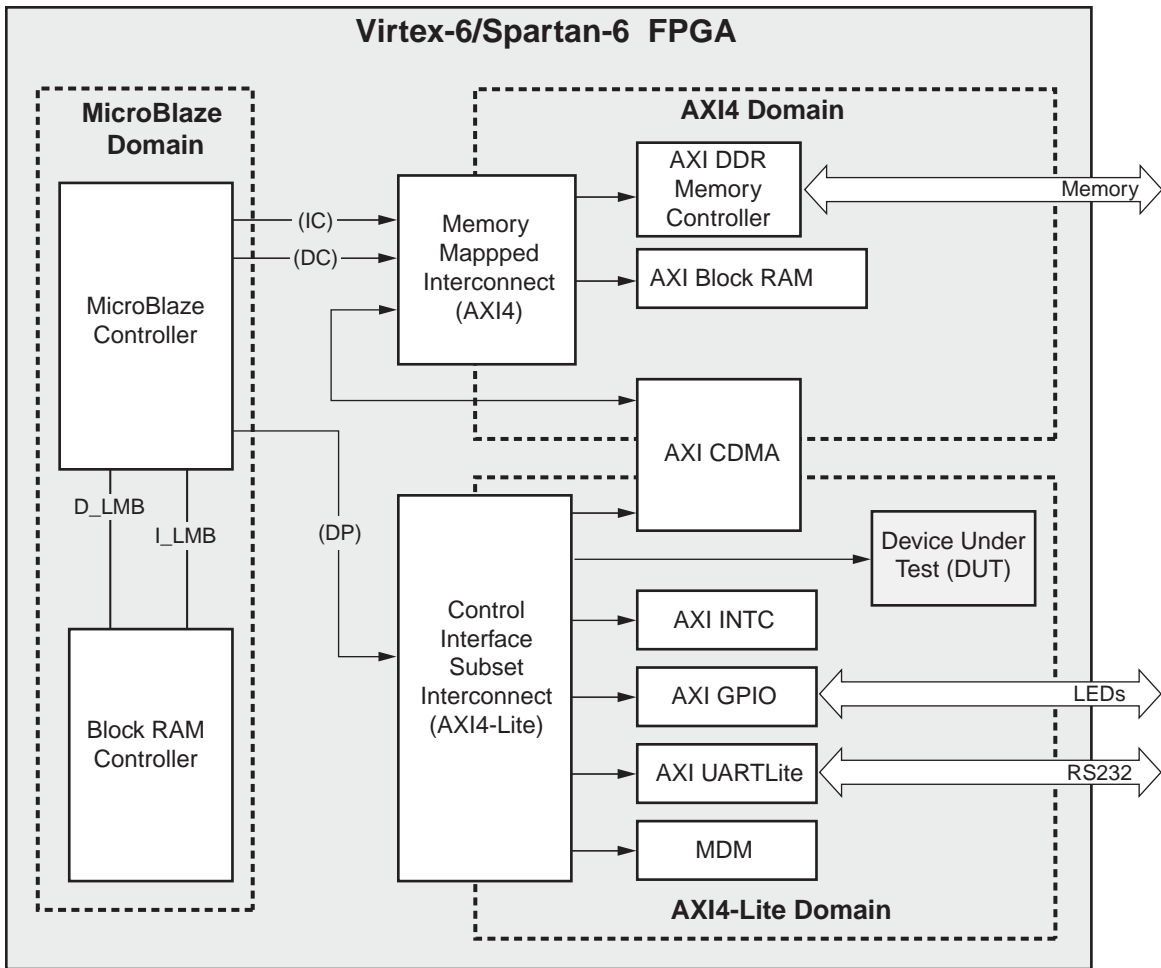 Virtex-6/Spartan-6 FPGA
MicroBlaze
Domain
MicroBlaze
Controller
D_LMB
I_LMB
Block RAM
Controller
(IC)
(DC)
(DP)
AXI4 Domain
Memory
Mappped
Interconnect
(AXI4)
AXI DDR
Memory
Controller
Memory
AXI Block RAM
AXI CDMA
Control
Interface
Subset
Interconnect
(AXI4-Lite)
Device Under
Test (DUT)
AXI INTC
AXI GPIO
LEDs
AXI UARTLite
RS232
MDM
AXI4-Lite Domain